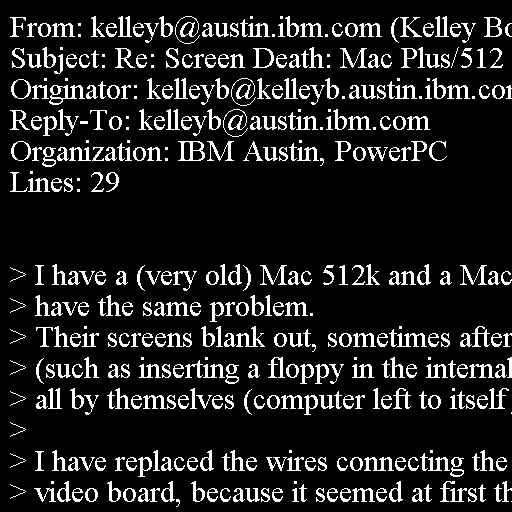 From: kelleyb@austin.ibm.com (Kelley Bo
Subject: Re: Screen Death: Mac Plus/512
Originator: kelleyb@kelleyb.austin.ibm.com
Reply-To: kelleyb@austin.ibm.com
Organization: IBM Austin, PowerPC
Lines: 29

> I have a (very old) Mac 512k and a Mac
> have the same problem.
> Their screens blank out, sometimes after
> (such as inserting a floppy in the internal
> all by themselves (computer left to itself
>
> I have replaced the wires connecting the
> video board, because it seemed at first th